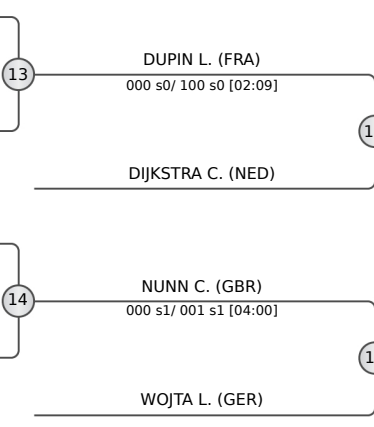 13
DUPIN L. (FRA)
000 s0/ 100 s0 [02:09]
DIJKSTRA C. (NED)
14
NUNN C. (GBR)
000 s1/ 001 s1 [04:00]
WOJTA L. (GER)